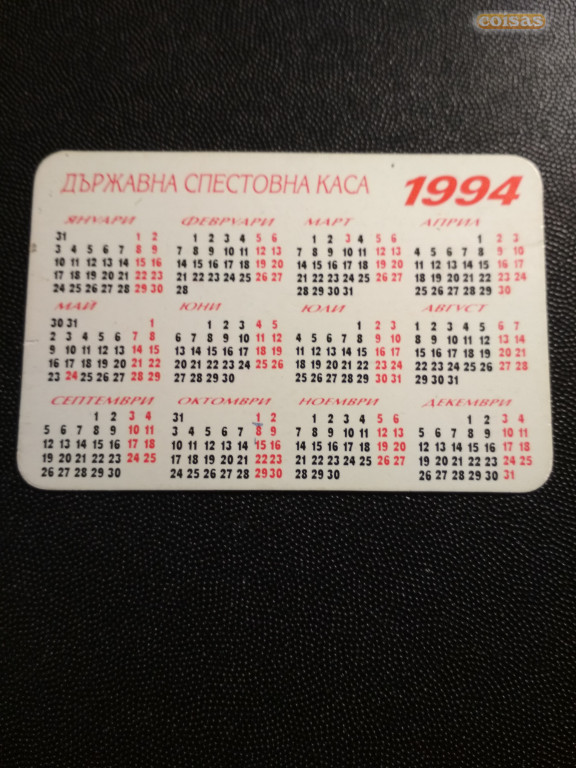 coisas
ДЪРЖАВНА СПЕСТОВНА КАСА 1994
ЯНУАРИ ФЕВРУАРИ МАРТ АПРИЛ
31 1 2
3 4 5 6 7 8 9
10 11 12 13 14 15 16
17 18 19 20 21 22 23
24 25 26 27 28 29 30
1 2 3 4 5 6
7 8 9 10 11 12 13
14 15 16 17 18 19 20
21 22 23 24 25 26 27
28
1 2 3 4 5 6
7 8 9 10 11 12 13
14 15 16 17 18 19 20
21 22 23 24 25 26 27
28 29 30 31
1 2 3
4 5 6 7 8 9 10
11 12 13 14 15 16 17
18 19 20 21 22 23 24
25 26 27 28 29 30
МАЙ ЮНИ ЮЛИ АВГУСТ
30 31 1
2 3 4 5 6 7 8
9 10 11 12 13 14 15
16 17 18 19 20 21 22
23 24 25 26 27 28 29
1 2 3 4 5
6 7 8 9 10 11 12
13 14 15 16 17 18 19
20 21 22 23 24 25 26
27 28 29 30
1 2 3
4 5 6 7 8 9 10
11 12 13 14 15 16 17
18 19 20 21 22 23 24
25 26 27 28 29 30 31
1 2 3 4 5 6 7
8 9 10 11 12 13 14
15 16 17 18 19 20 21
22 23 24 25 26 27 28
29 30 31
СЕПТЕМВРИ ОКТОМВРИ НОЕМВРИ ДЕКЕМВРИ
1 2 3 4
5 6 7 8 9 10 11
12 13 14 15 16 17 18
19 20 21 22 23 24 25
26 27 28 29 30
31 1 2
3 4 5 6 7 8 9
10 11 12 13 14 15 16
17 18 19 20 21 22 23
24 25 26 27 28 29 30
1 2 3 4 5 6
7 8 9 10 11 12 13
14 15 16 17 18 19 20
21 22 23 24 25 26 27
28 29 30
1 2 3 4
5 6 7 8 9 10 11
12 13 14 15 16 17 18
19 20 21 22 23 24 25
26 27 28 29 30 31